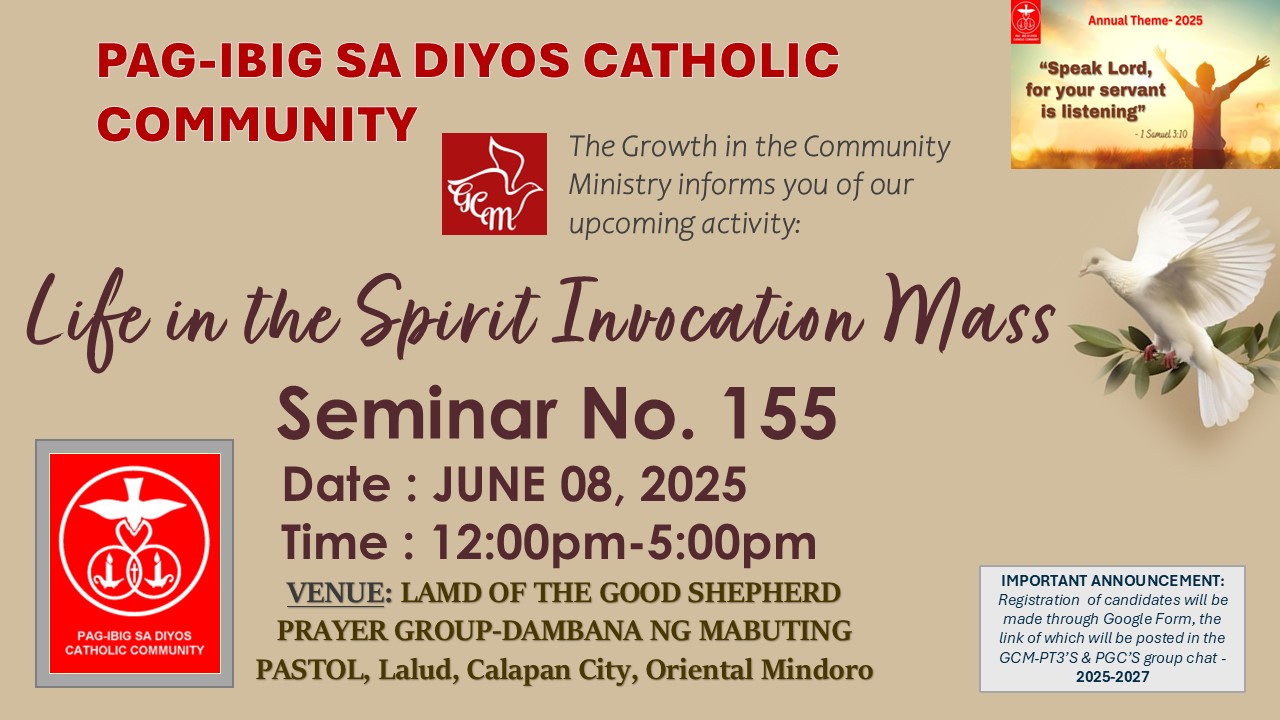 PAG-IBIG SA DIYOS CATHOLIC
COMMUNITY
GCM
The Growth in the Community
Ministry informs you of our
upcoming activity:
Annual Theme- 2025
“Speak Lord,
for your servant
is listening”
- 1 Samuel 3:10
Life in the Spirit Invocation Mass
Seminar No. 155
Date : JUNE 08, 2025
Time : 12:00pm-5:00pm
VENUE: LAMD OF THE GOOD SHEPHERD
PRAYER GROUP-DAMBANA NG MABUTING
PASTOL, Lalud, Calapan City, Oriental Mindoro
PAG-IBIG SA DIYOS
CATHOLIC COMMUNITY
IMPORTANT ANNOUNCEMENT:
Registration of candidates will be
made through Google Form, the
link of which will be posted in the
GCM-PT3’S & PGC’S group chat -
2025-2027